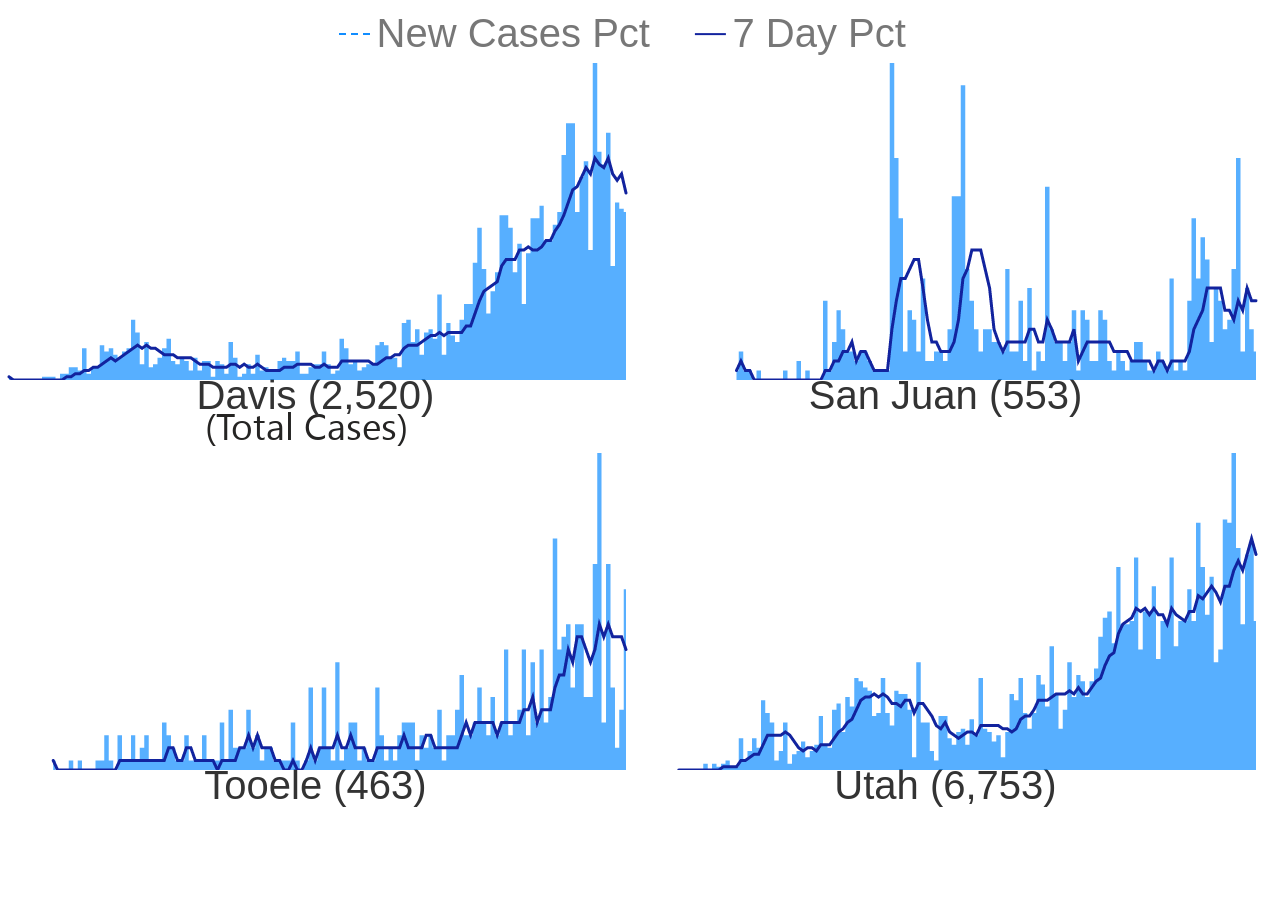 New Cases Pct 7 Day Pct
Davis (2,520)
(Total Cases)
San Juan (553)
Tooele (463)
Utah (6,753)